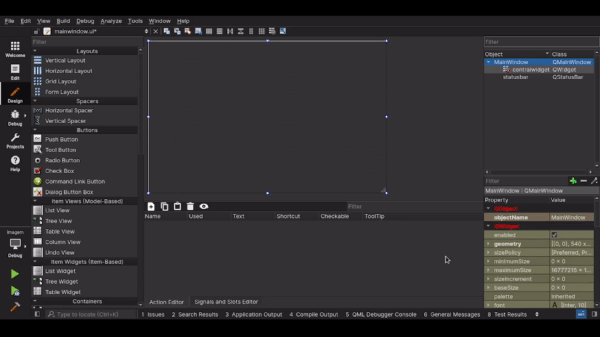 File Edit View Build Debug Analyze Tools Window Help
mainwindow.ui*
Filter
Welcome
Edit
Design
Debug
Projects
Help
Imagem
Debug
Layouts
Vertical Layout
Horizontal Layout
Grid Layout
Form Layout
Spacers
Horizontal Spacer
Vertical Spacer
Buttons
Push Button
Tool Button
Radio Button
Check Box
Command Link Button
Dialog Button Box
Item Views (Model-Based)
List View
Tree View
Table View
Column View
Undo View
Item Widgets (Item-Based)
List Widget
Tree Widget
Table Widget
Containers
Filter
Name Used Text Shortcut Checkable ToolTip
Action Editor Signals and Slots Editor
Filter
Object Class
MainWindow QMainWindow
centralwidget QWidget
statusbar QStatusBar
Filter
MainWindow : QMainWindow
Property Value
QObject
objectName MainWindow
QWidget
enabled
geometry [(0, 0), 540 x
sizePolicy [Preferred, Pr
minimumSize 0 × 0
maximumSize 16777215 × 1
sizeIncrement 0 × 0
baseSize 0 × 0
palette Inherited
font A [Inter, 10]
Type to locate (Ctrl+K) 1 Issues 2 Search Results 3 Application Output 4 Compile Output 5 QML Debugger Console 6 General Messages 8 Test Results